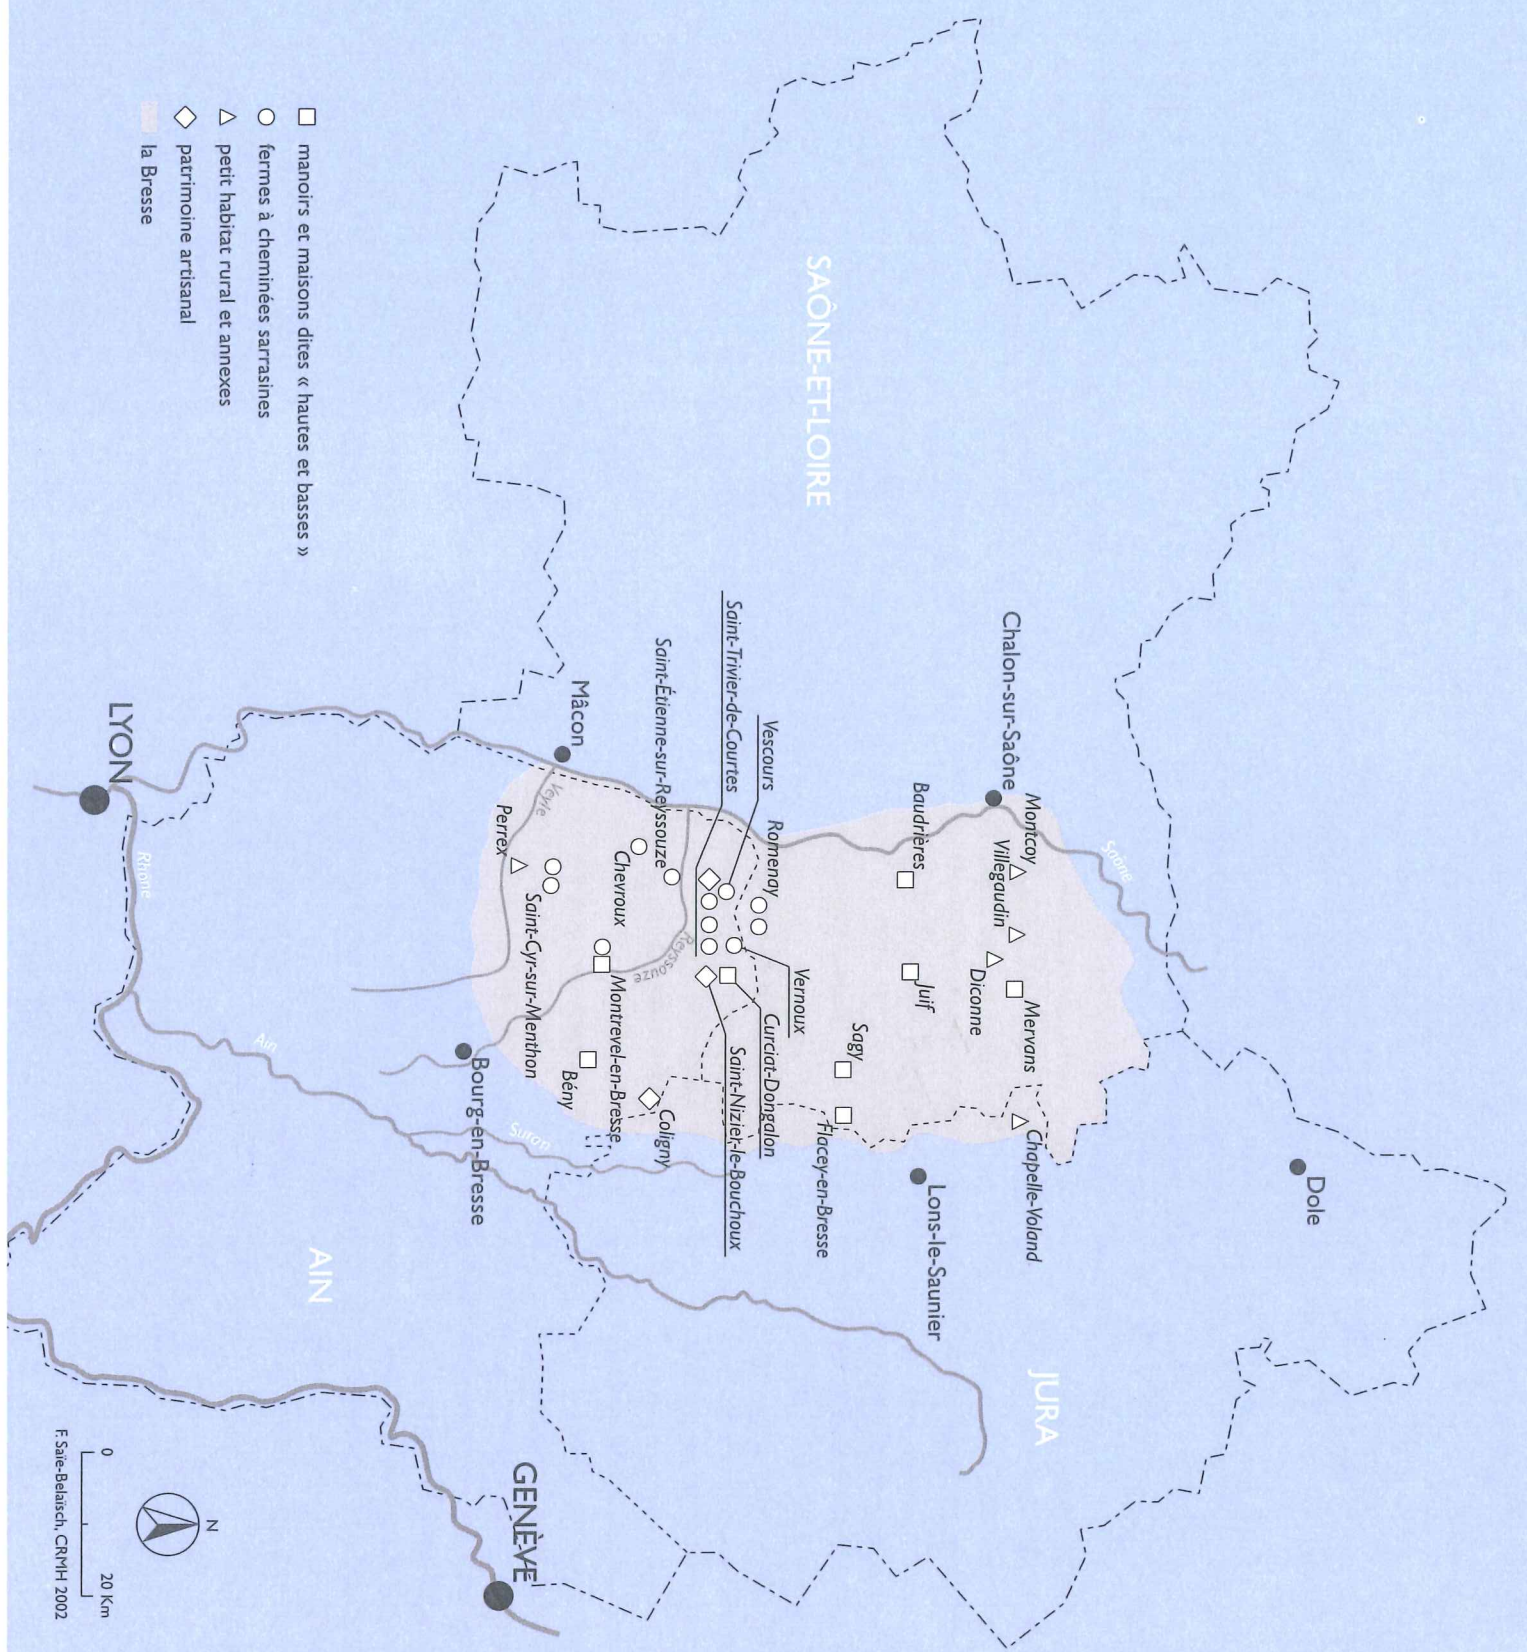 SAÔNE-ET-LOIRE
JURA
AIN
Dole
Chalon-sur-Saône
Saône
Montcoy
Villegaudin
Diconne
Mervans
Chapelle-Voland
Lons-le-Saunier
Baudrières
Juif
Sagy
Flacey-en-Bresse
Romenay
Vescours
Vernoux
Saint-Trivier-de-Courtes
Curciat-Dongalon
Saint-Nizier-le-Bouchoux
Saint-Étienne-sur-Reyssouze
Reyssouze
Chevroux
Coligny
Montrevel-en-Bresse
Bény
Mâcon
Veyle
Saint-Cyr-sur-Menthon
Perrex
Bourg-en-Bresse
Suran
Ain
GENÈVE
LYON
Rhône
manoirs et maisons dites « hautes et basses »
fermes à cheminées sarrasines
petit habitat rural et annexes
patrimoine artisanal
la Bresse
N
0 20 Km
F. Saïe-Belaïsch, CRMH 2002